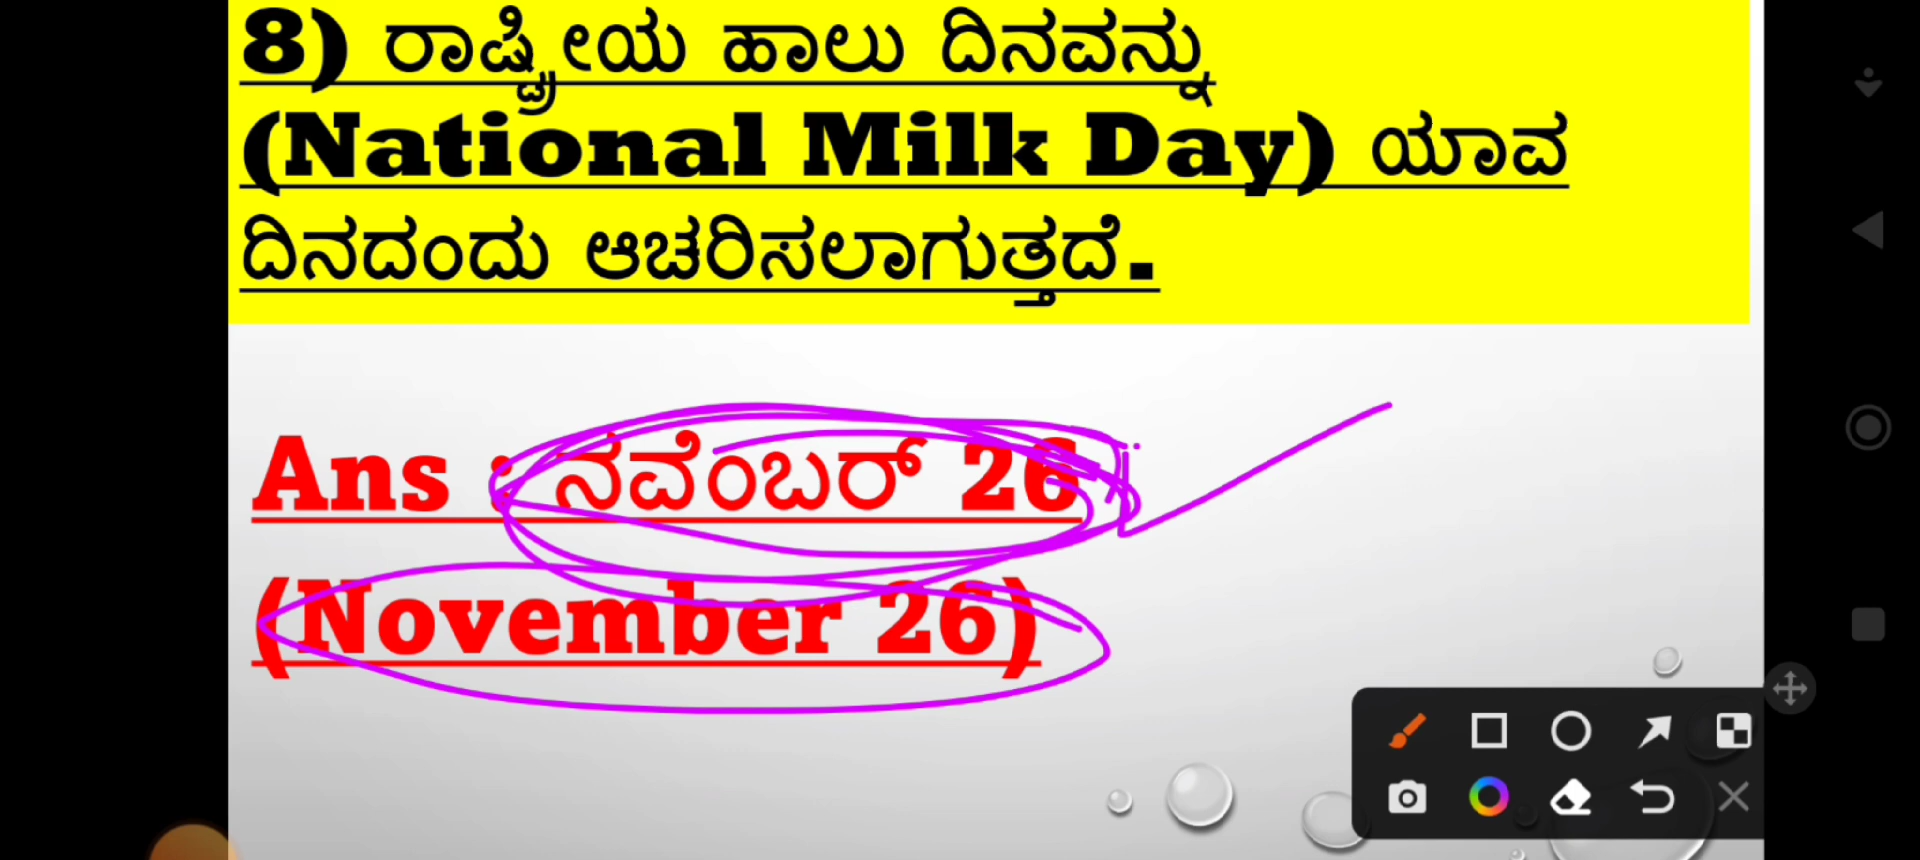 8) ರಾಷ್ಟ್ರೀಯ ಹಾಲು ದಿನವನ್ನು
(National Milk Day) ಯಾವ
ದಿನದಂದು ಆಚರಿಸಲಾಗುತ್ತದೆ.
Ans : ನವೆಂಬರ್ 26
(November 26)